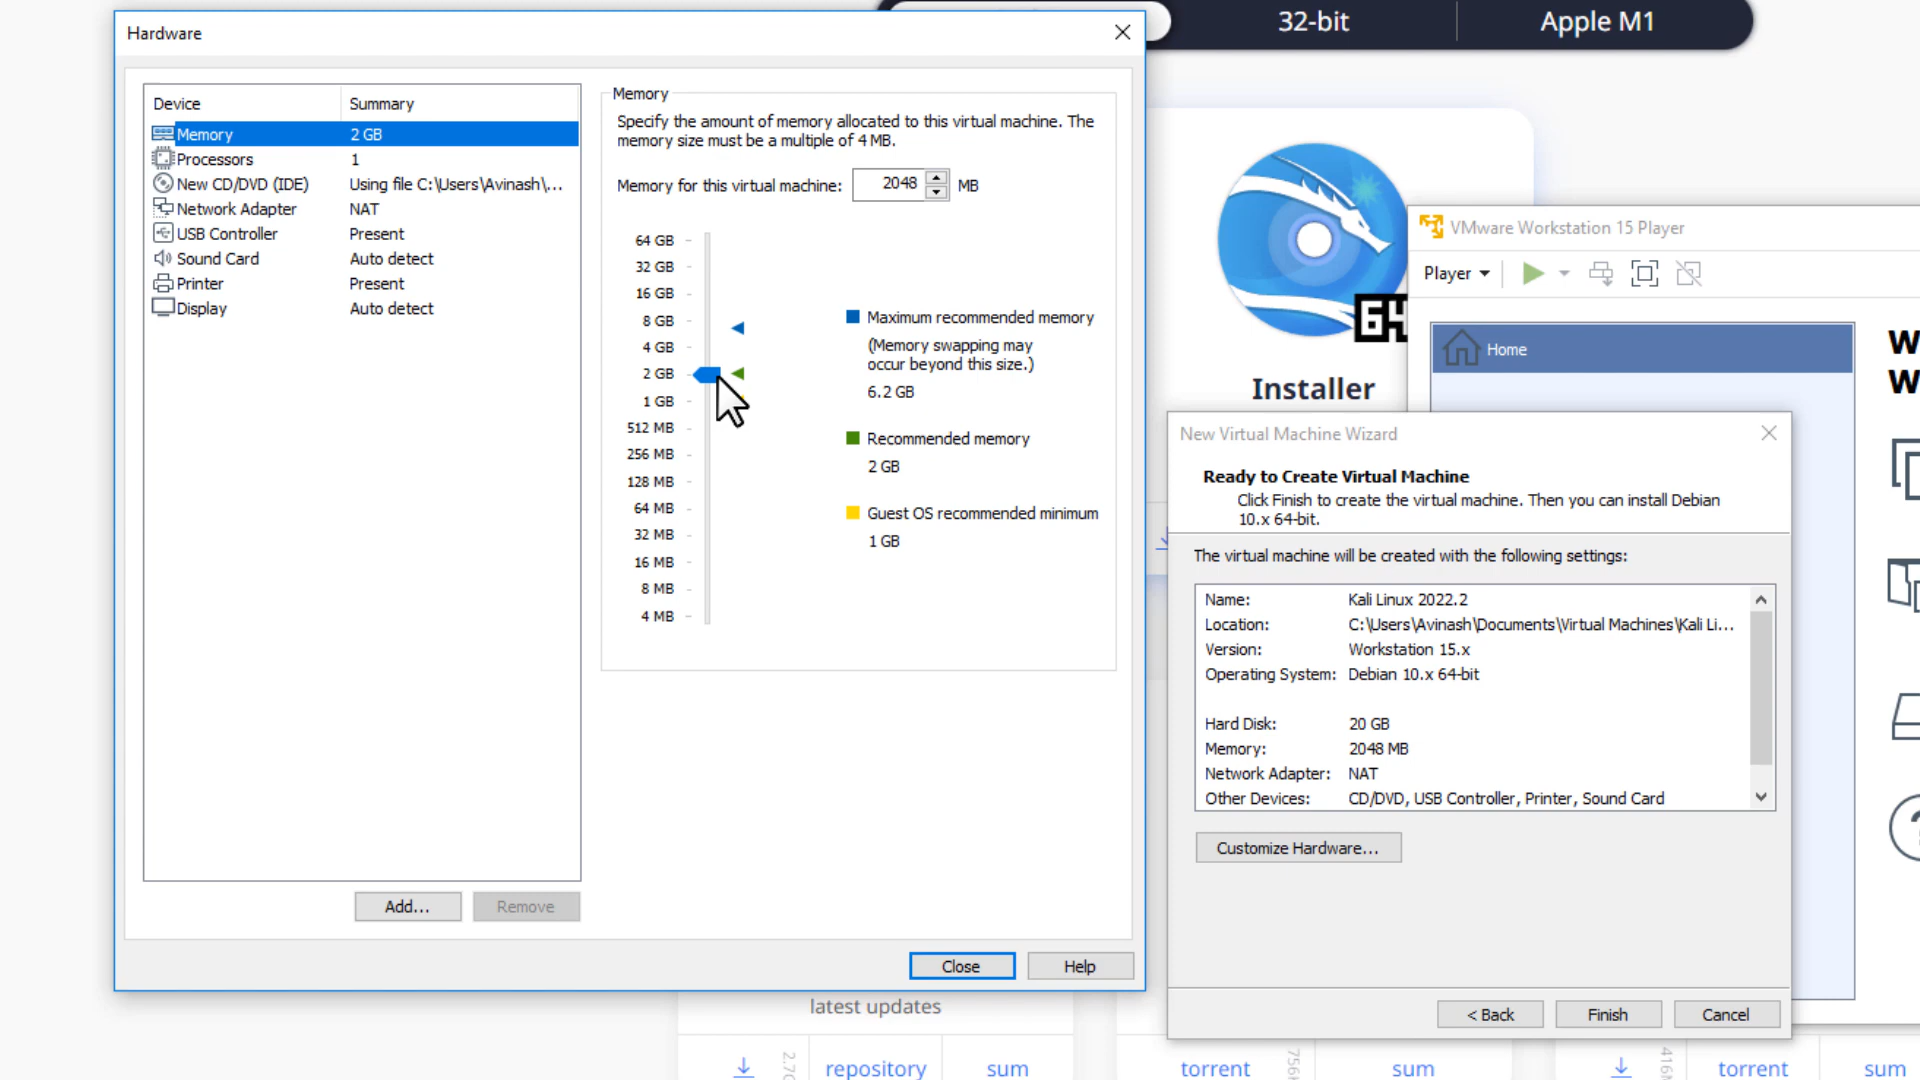 32-bit
Apple M1
Hardware
Device
Summary
Memory
2 GB
Processors
1
New CD/DVD (IDE)
Using file C:\Users\Avinash\...
Network Adapter
NAT
USB Controller
Present
Sound Card
Auto detect
Printer
Present
Display
Auto detect
Add...
Remove
Memory
Specify the amount of memory allocated to this virtual machine. The
memory size must be a multiple of 4 MB.
Memory for this virtual machine:
2048
MB
64 GB
32 GB
16 GB
8 GB
4 GB
2 GB
1 GB
512 MB
256 MB
128 MB
64 MB
32 MB
16 MB
8 MB
4 MB
Maximum recommended memory
(Memory swapping may
occur beyond this size.)
6.2 GB
Recommended memory
2 GB
Guest OS recommended minimum
1 GB
Close
Help
64
Installer
VMware Workstation 15 Player
Player
Home
W
W
New Virtual Machine Wizard
Ready to Create Virtual Machine
Click Finish to create the virtual machine. Then you can install Debian
10.x 64-bit.
The virtual machine will be created with the following settings:
Name:
Kali Linux 2022.2
Location:
C:\Users\Avinash\Documents\Virtual Machines\Kali Li...
Version:
Workstation 15.x
Operating System:
Debian 10.x 64-bit
Hard Disk:
20 GB
Memory:
2048 MB
Network Adapter:
NAT
Other Devices:
CD/DVD, USB Controller, Printer, Sound Card
Customize Hardware...
< Back
Finish
Cancel
latest updates
repository
sum
torrent
sum
torrent
sum